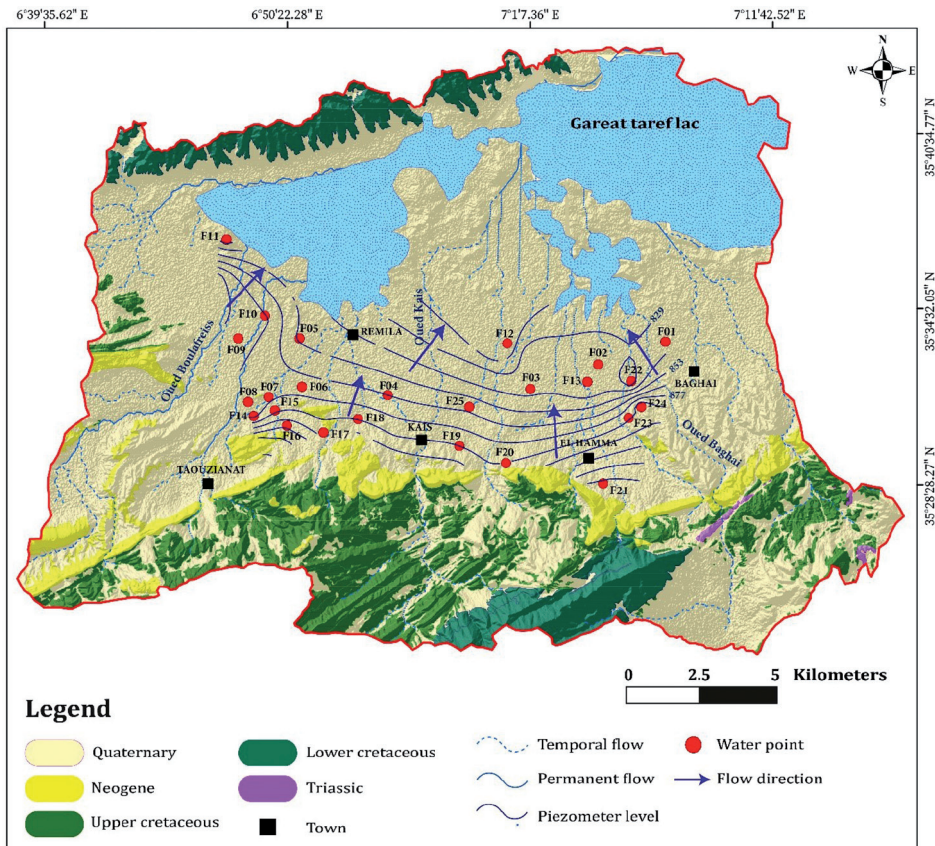 6°39'35.62" E 6°50'22.28" E 7°1'7.36" E 7°11'42.52" E
N
W E
S
Gareat taref lac
35°40'34.77" N
F11
Oued Boulafreiss
F10
F05
REMILA
Oued Kais
F12
829
F01
35°34'32.05" N
F09
F02
F13
F22
853
BAGHAI
F08
F07
F06
F04
F03
877
F15
F25
F24
F14
F18
F23
F16
F17
KAIS
F19
EL HAMMA
Oued Baghai
F20
TAOUZIANAT
F21
35°28'28.27" N
0 2.5 5 Kilometers
Legend
Quaternary
Neogene
Upper cretaceous
Lower cretaceous
Triassic
Town
Temporal flow
Permanent flow
Piezometer level
Water point
Flow direction